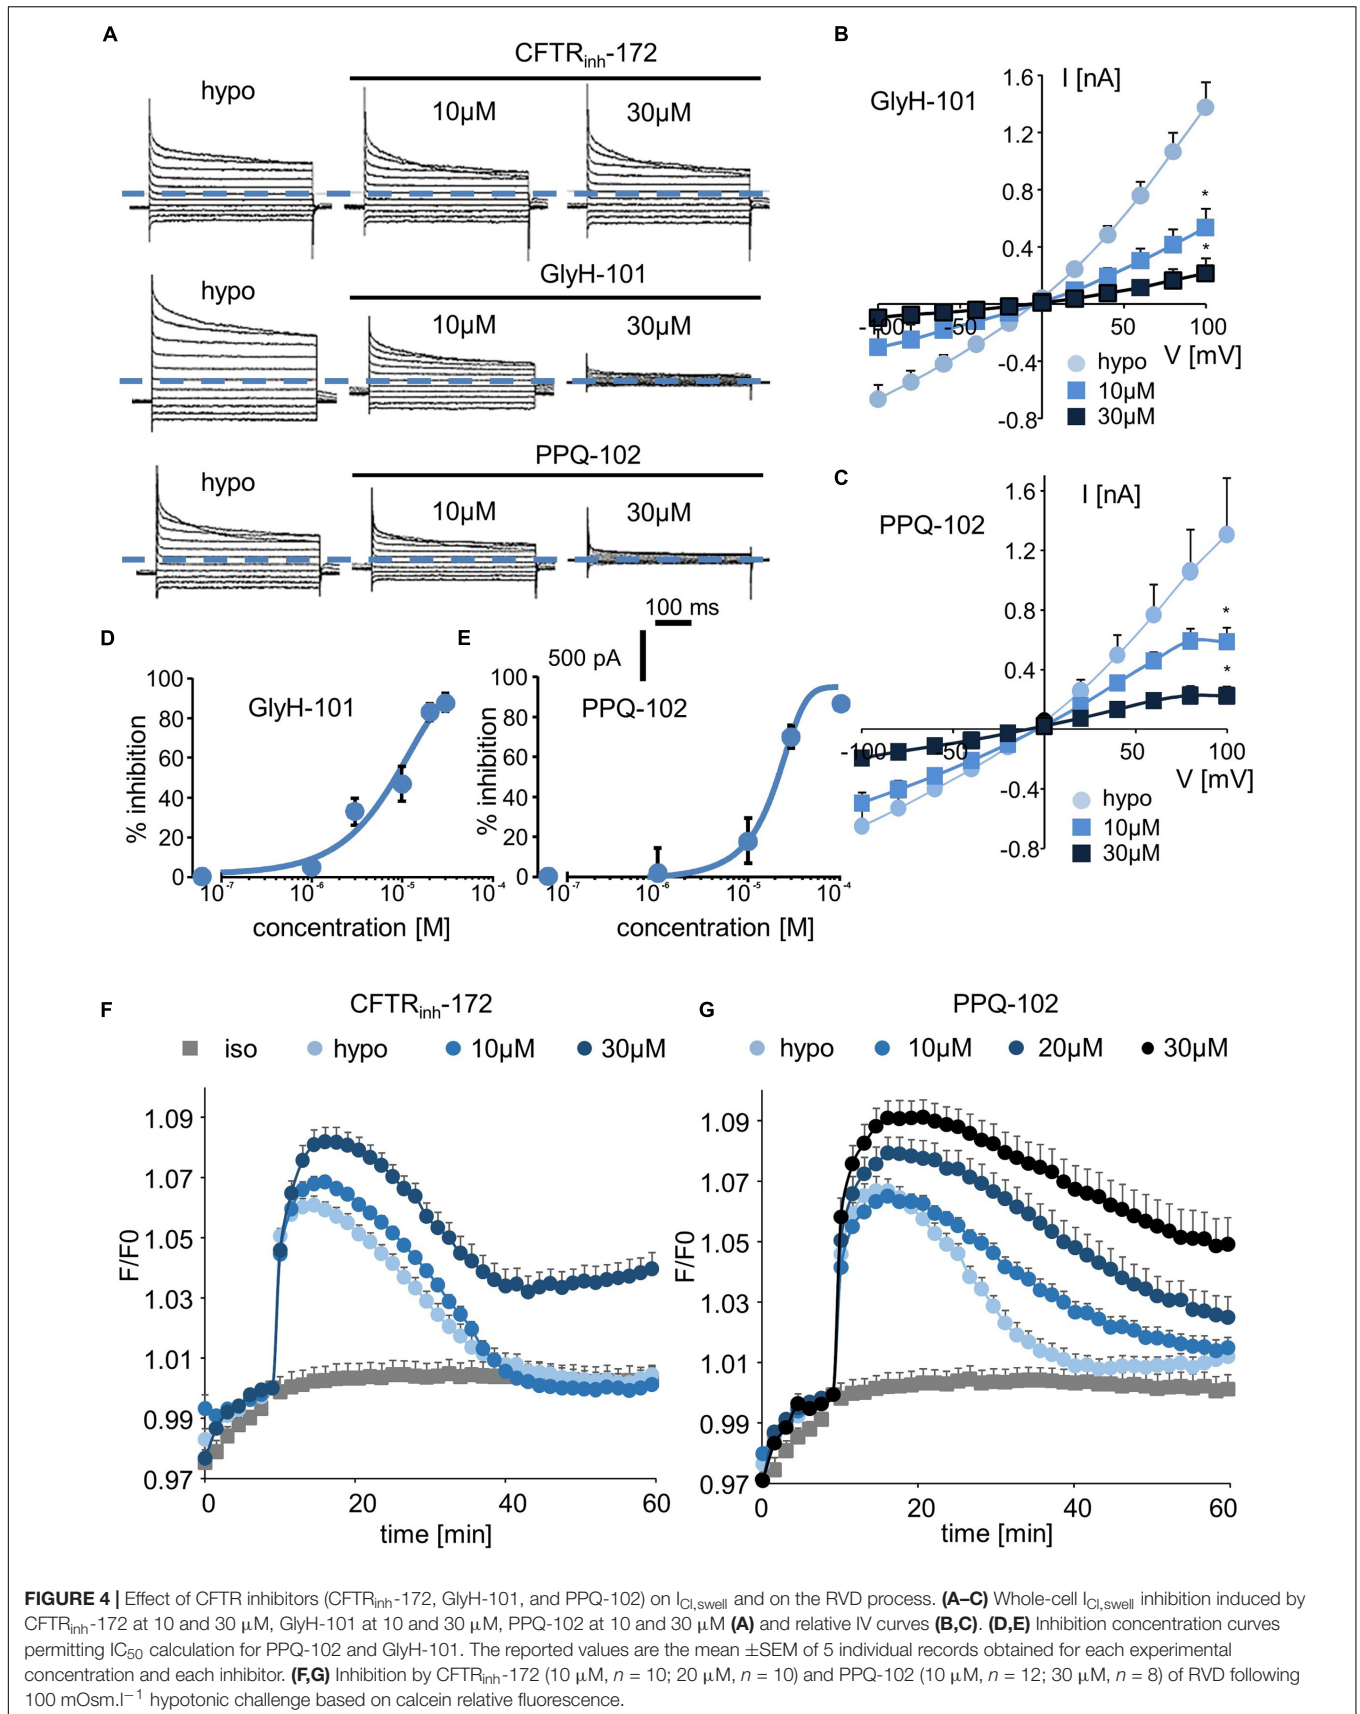 A
CFTRinh-172
hypo
10µM
30µM
GlyH-101
hypo
10µM
30µM
PPQ-102
hypo
10µM
30µM
100 ms
500 pA
B
GlyH-101
I [nA]
1.6
1.2
0.8
0.4
-0.4
-0.8
-100
-50
50
100
V [mV]
*
*
hypo
10µM
30µM
C
PPQ-102
I [nA]
1.6
1.2
0.8
0.4
-0.4
-0.8
-100
-50
50
100
V [mV]
*
*
hypo
10µM
30µM
D
GlyH-101
% inhibition
100
80
60
40
20
0
10-7
10-6
10-5
10-4
concentration [M]
E
PPQ-102
% inhibition
100
80
60
40
20
0
10-7
10-6
10-5
10-4
concentration [M]
F
CFTRinh-172
iso
hypo
10µM
30µM
F/F0
1.09
1.07
1.05
1.03
1.01
0.99
0.97
0
20
40
60
time [min]
G
PPQ-102
hypo
10µM
20µM
30µM
F/F0
1.09
1.07
1.05
1.03
1.01
0.99
0.97
0
20
40
60
time [min]
FIGURE 4 | Effect of CFTR inhibitors (CFTRinh-172, GlyH-101, and PPQ-102) on ICl,swell and on the RVD process. (A–C) Whole-cell ICl,swell inhibition induced by
CFTRinh-172 at 10 and 30 µM, GlyH-101 at 10 and 30 µM, PPQ-102 at 10 and 30 µM (A) and relative IV curves (B,C). (D,E) Inhibition concentration curves
permitting IC50 calculation for PPQ-102 and GlyH-101. The reported values are the mean ±SEM of 5 individual records obtained for each experimental
concentration and each inhibitor. (F,G) Inhibition by CFTRinh-172 (10 µM, n = 10; 20 µM, n = 10) and PPQ-102 (10 µM, n = 12; 30 µM, n = 8) of RVD following
100 mOsm.l−1 hypotonic challenge based on calcein relative fluorescence.